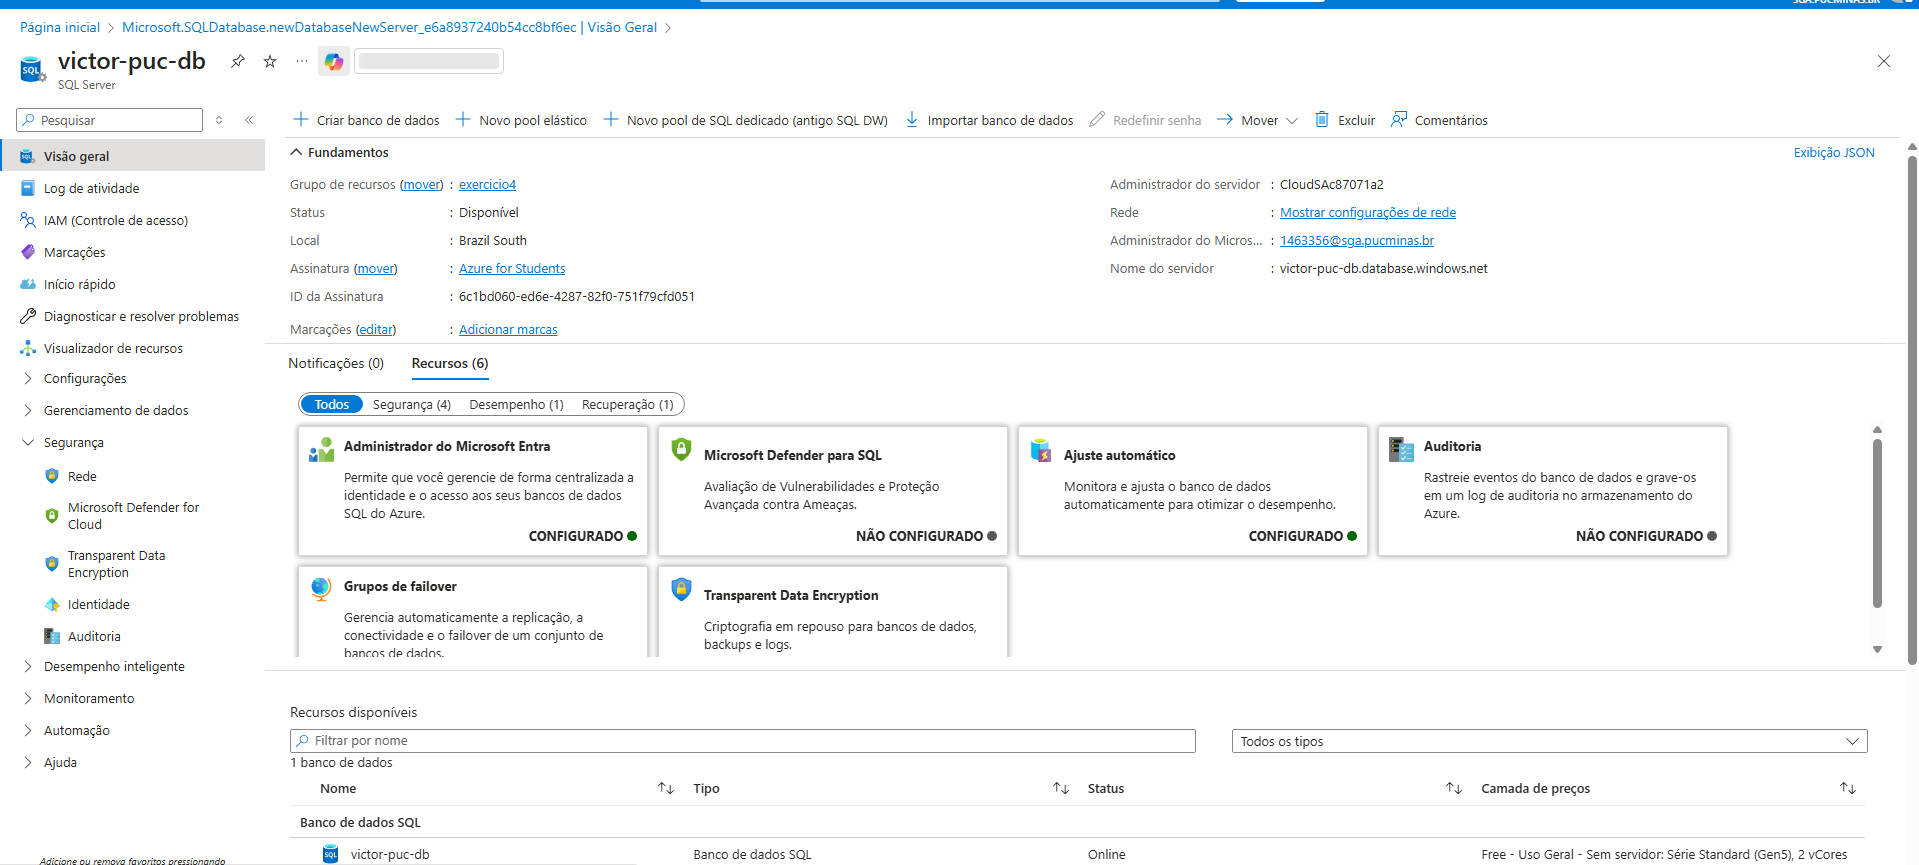 SGA.PUCMINAS.BR
Página inicial > Microsoft.SQLDatabase.newDatabaseNewServer_e6a8937240b54cc8bf6ec | Visão Geral >
victor-puc-db
SQL Server
Pesquisar
Criar banco de dados Novo pool elástico Novo pool de SQL dedicado (antigo SQL DW) Importar banco de dados Redefinir senha Mover Excluir Comentários
Visão geral
Log de atividade
IAM (Controle de acesso)
Marcações
Início rápido
Diagnosticar e resolver problemas
Visualizador de recursos
Configurações
Gerenciamento de dados
Segurança
Rede
Microsoft Defender for
Cloud
Transparent Data
Encryption
Identidade
Auditoria
Desempenho inteligente
Monitoramento
Automação
Ajuda
Adicione ou remova favoritos pressionando
Fundamentos
Exibição JSON
Grupo de recursos (mover) : exercicio4
Status : Disponível
Local : Brazil South
Assinatura (mover) : Azure for Students
ID da Assinatura : 6c1bd060-ed6e-4287-82f0-751f79cfd051
Marcações (editar) : Adicionar marcas
Administrador do servidor : CloudSAc87071a2
Rede : Mostrar configurações de rede
Administrador do Micros... : 1463356@sga.pucminas.br
Nome do servidor : victor-puc-db.database.windows.net
Notificações (0) Recursos (6)
Todos Segurança (4) Desempenho (1) Recuperação (1)
Administrador do Microsoft Entra
Permite que você gerencie de forma centralizada a
identidade e o acesso aos seus bancos de dados
SQL do Azure.
CONFIGURADO
Microsoft Defender para SQL
Avaliação de Vulnerabilidades e Proteção
Avançada contra Ameaças.
NÃO CONFIGURADO
Ajuste automático
Monitora e ajusta o banco de dados
automaticamente para otimizar o desempenho.
CONFIGURADO
Auditoria
Rastreie eventos do banco de dados e grave-os
em um log de auditoria no armazenamento do
Azure.
NÃO CONFIGURADO
Grupos de failover
Gerencia automaticamente a replicação, a
conectividade e o failover de um conjunto de
bancos de dados.
Transparent Data Encryption
Criptografia em repouso para bancos de dados,
backups e logs.
Recursos disponíveis
Filtrar por nome
Todos os tipos
1 banco de dados
Nome Tipo Status Camada de preços
Banco de dados SQL
victor-puc-db Banco de dados SQL Online Free - Uso Geral - Sem servidor: Série Standard (Gen5), 2 vCores